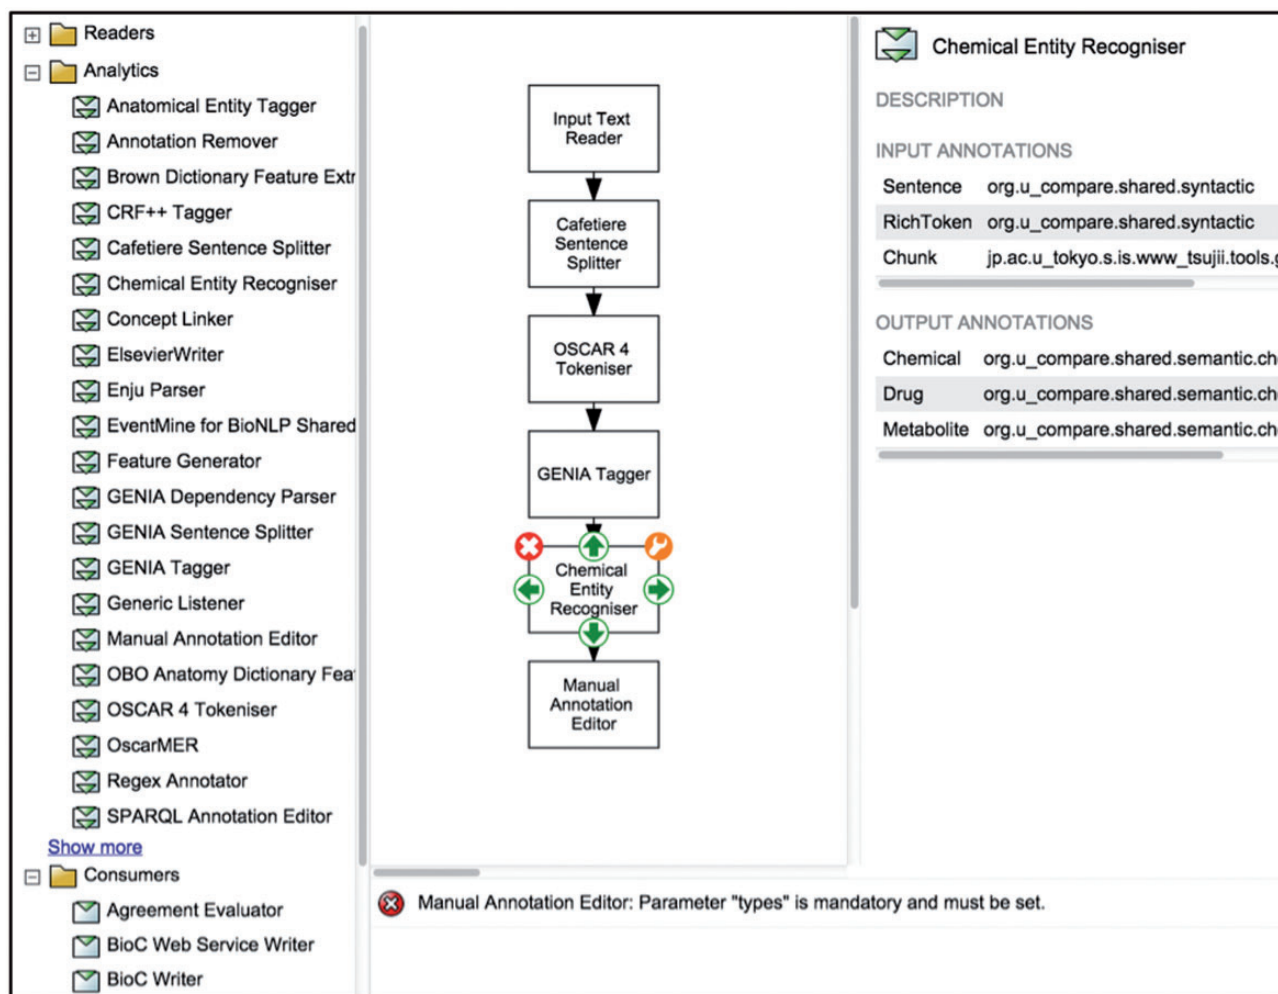 Readers
Analytics
Anatomical Entity Tagger
Annotation Remover
Brown Dictionary Feature Extr
CRF++ Tagger
Cafetiere Sentence Splitter
Chemical Entity Recogniser
Concept Linker
ElsevierWriter
Enju Parser
EventMine for BioNLP Shared
Feature Generator
GENIA Dependency Parser
GENIA Sentence Splitter
GENIA Tagger
Generic Listener
Manual Annotation Editor
OBO Anatomy Dictionary Fea
OSCAR 4 Tokeniser
OscarMER
Regex Annotator
SPARQL Annotation Editor
Show more
Consumers
Agreement Evaluator
BioC Web Service Writer
BioC Writer
Input Text
Reader
Cafetiere
Sentence
Splitter
OSCAR 4
Tokeniser
GENIA Tagger
Chemical
Entity
Recogniser
Manual
Annotation
Editor
Manual Annotation Editor: Parameter "types" is mandatory and must be set.
Chemical Entity Recogniser
DESCRIPTION
INPUT ANNOTATIONS
Sentence org.u_compare.shared.syntactic
RichToken org.u_compare.shared.syntactic
Chunk jp.ac.u_tokyo.s.is.www_tsujii.tools.g
OUTPUT ANNOTATIONS
Chemical org.u_compare.shared.semantic.che
Drug org.u_compare.shared.semantic.che
Metabolite org.u_compare.shared.semantic.che